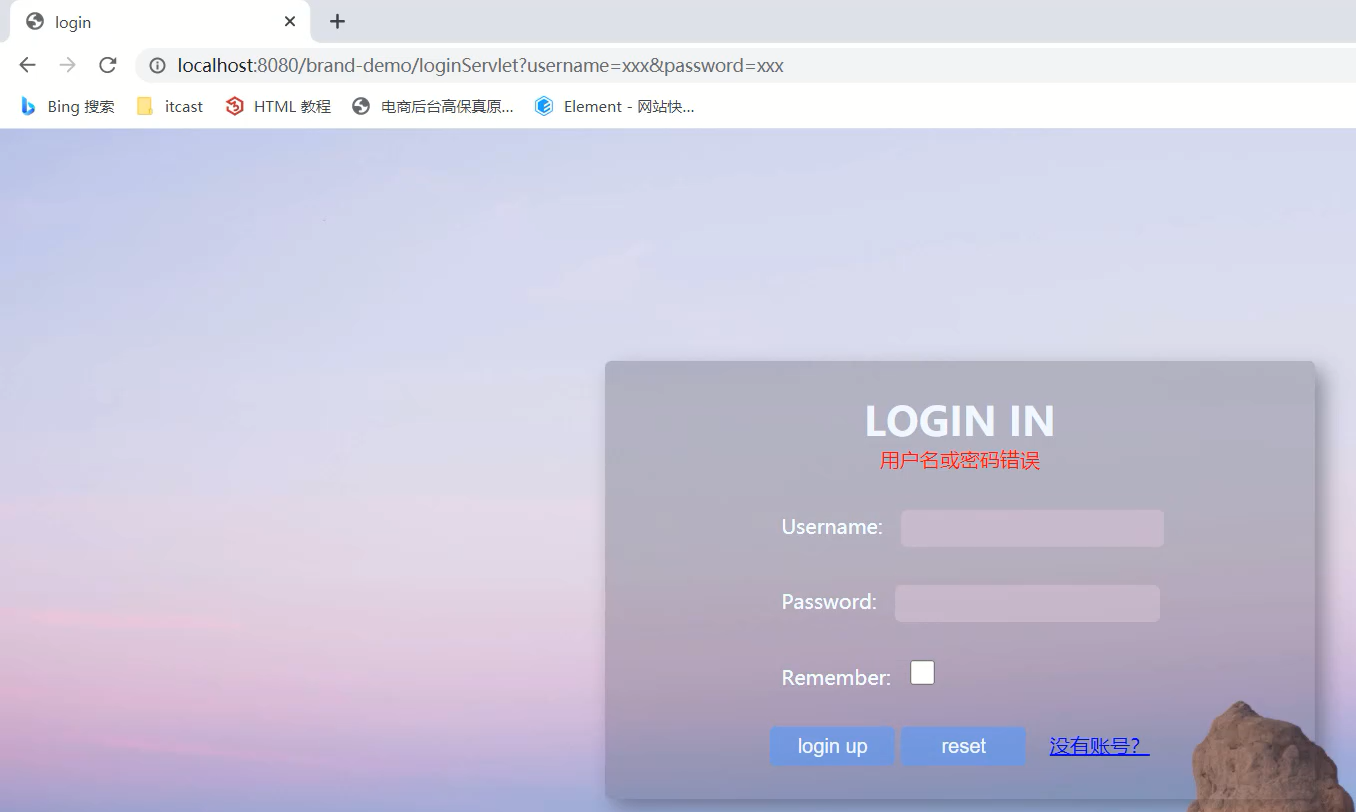 login
localhost:8080/brand-demo/loginServlet?username=xxx&password=xxx
Bing 搜索 itcast HTML 教程 电商后台高保真原... Element - 网站快...
LOGIN IN
用户名或密码错误
Username:
Password:
Remember:
login up reset 没有账号？